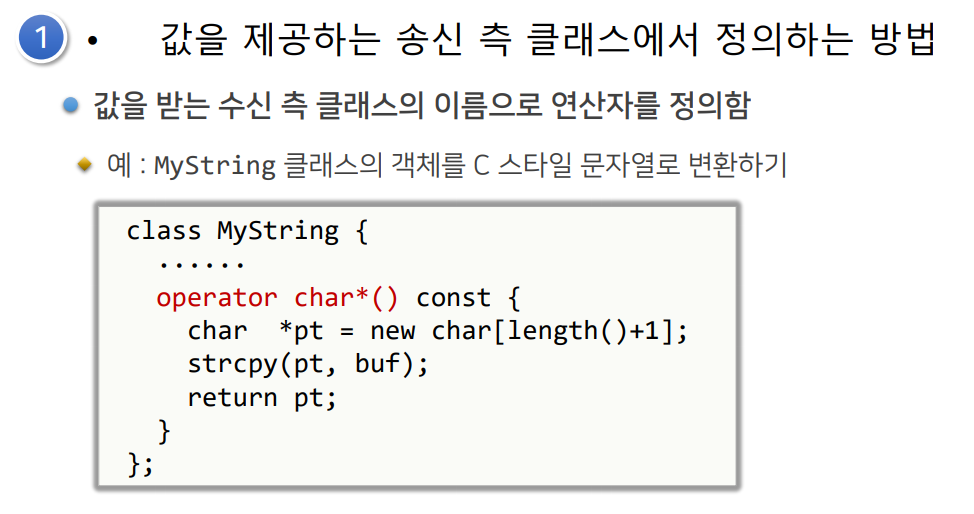 1 • 값을 제공하는 송신 측 클래스에서 정의하는 방법
값을 받는 수신 측 클래스의 이름으로 연산자를 정의함
예 : MyString 클래스의 객체를 C 스타일 문자열로 변환하기
class MyString {
......
operator char*() const {
char  *pt = new char[length()+1];
strcpy(pt, buf);
return pt;
}
};